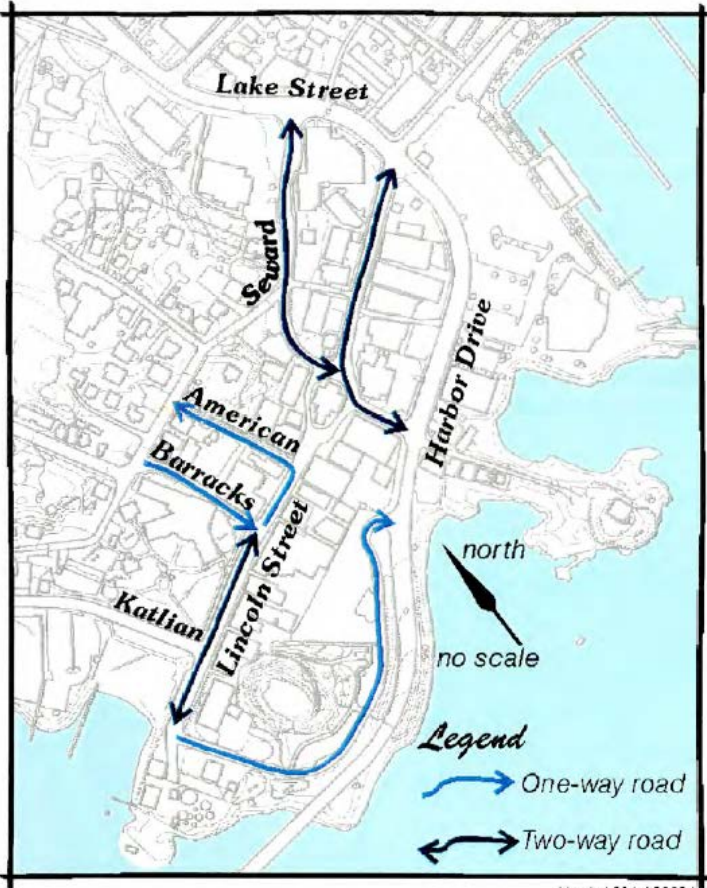 Lake Street
Seward
Harbor Drive
American
Barracks
Lincoln Street
Katlian
north
no scale
Legend
One-way road
Two-way road